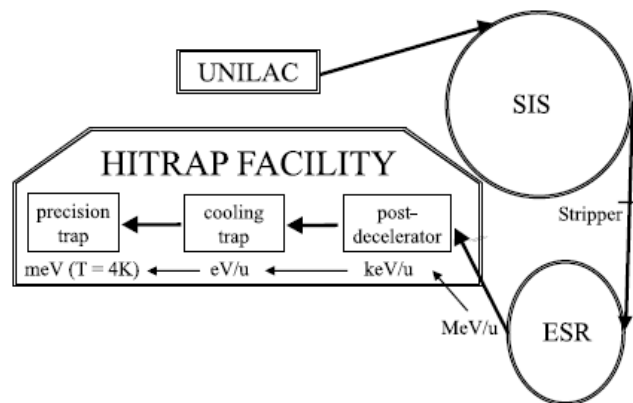 UNILAC
SIS
HITRAP FACILITY
precision
trap
cooling
trap
post-
decelerator
Stripper
meV (T = 4K)
eV/u
keV/u
MeV/u
ESR